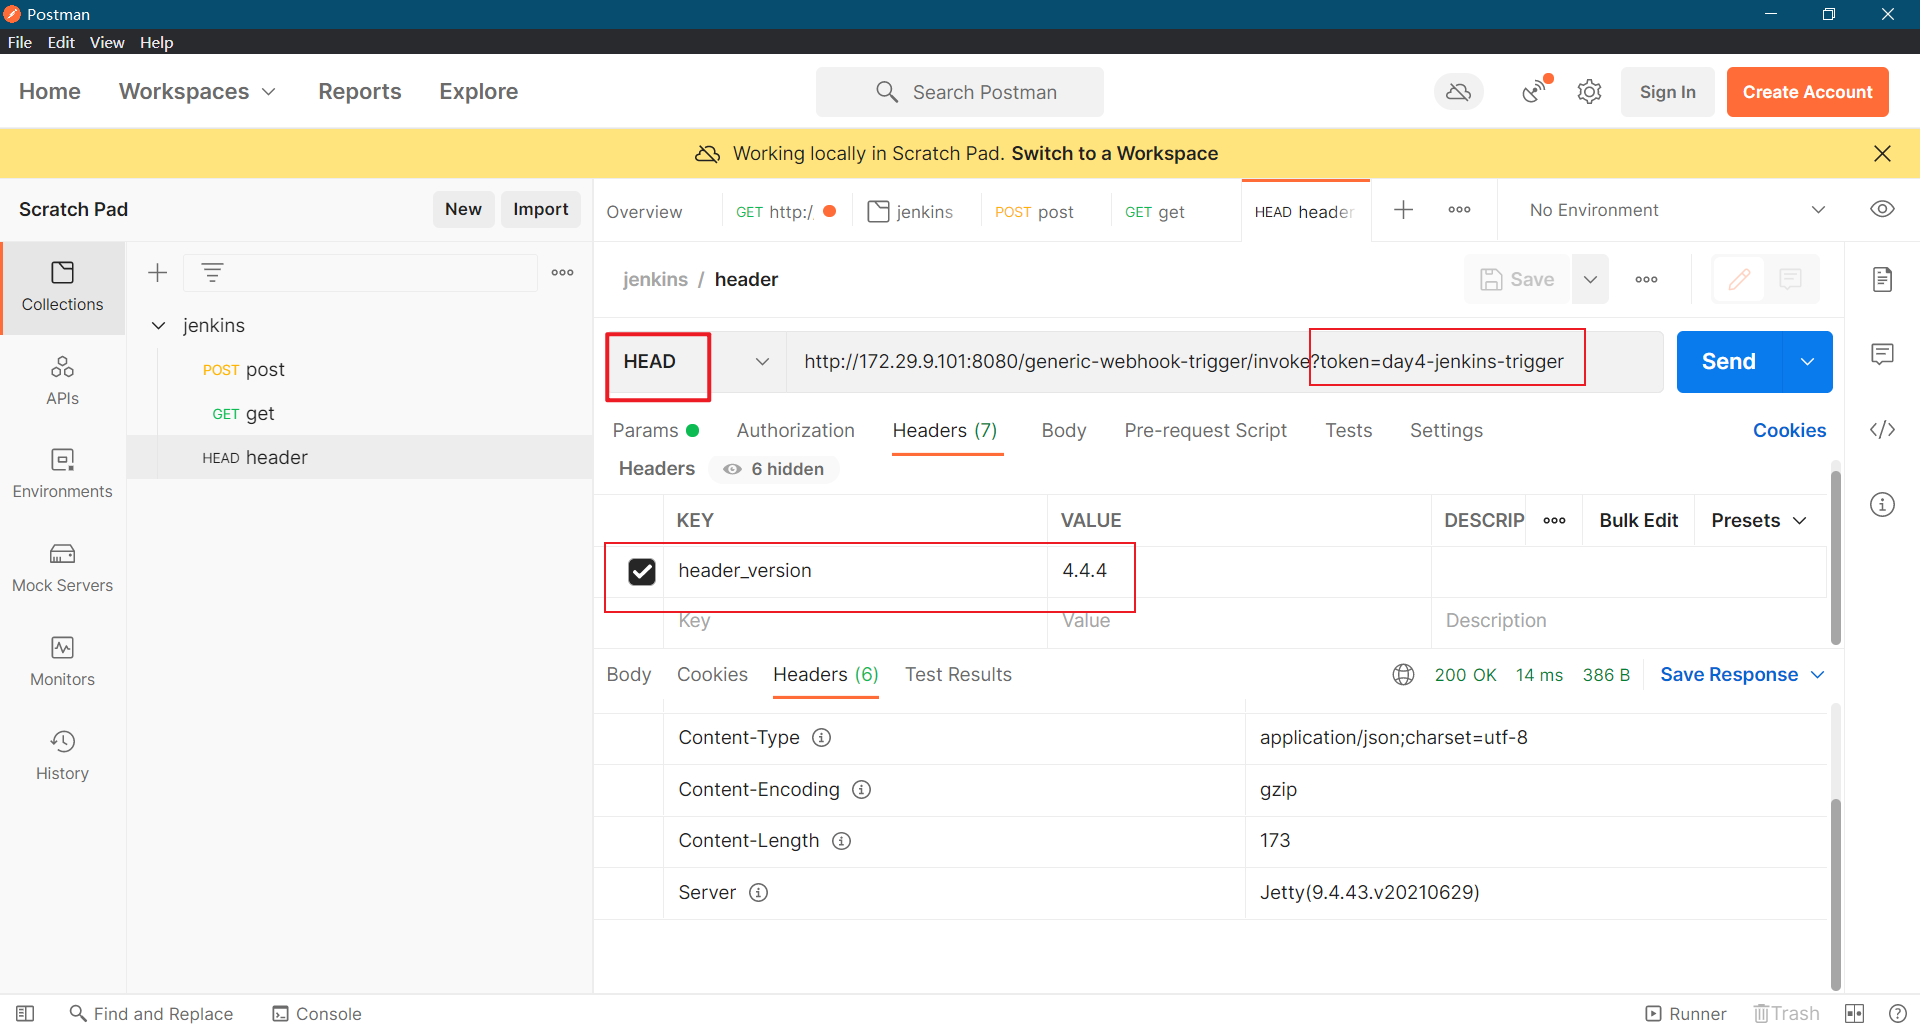 Postman
File Edit View Help
Home Workspaces Reports Explore Search Postman Sign In Create Account
Working locally in Scratch Pad. Switch to a Workspace
Scratch Pad New Import
Overview GET http:/ jenkins POST post GET get HEAD header No Environment
Collections
APIs
Environments
Mock Servers
Monitors
History
jenkins
POST post
GET get
HEAD header
jenkins / header Save
HEAD http://172.29.9.101:8080/generic-webhook-trigger/invoke?token=day4-jenkins-trigger Send
Params Authorization Headers (7) Body Pre-request Script Tests Settings Cookies
Headers 6 hidden
KEY VALUE DESCRIP Bulk Edit Presets
header_version 4.4.4
Key Value Description
Body Cookies Headers (6) Test Results 200 OK 14 ms 386 B Save Response
Content-Type application/json;charset=utf-8
Content-Encoding gzip
Content-Length 173
Server Jetty(9.4.43.v20210629)
Find and Replace Console Runner Trash